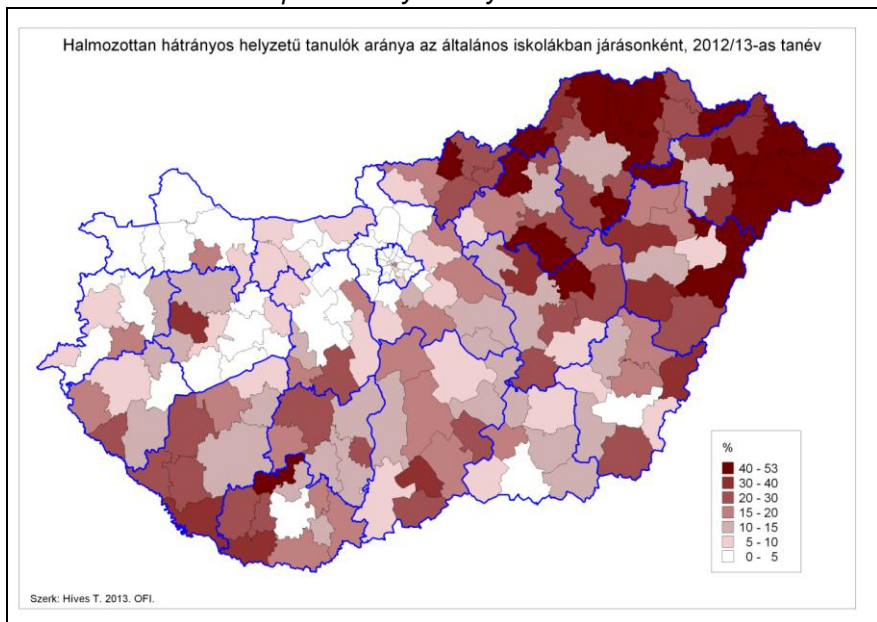 Halmozottan hátrányos helyzetű tanulók aránya az általános iskolákban járásonként, 2012/13-as tanév
%
40 - 53
30 - 40
20 - 30
15 - 20
10 - 15
5 - 10
0 - 5
Szerk: Híves T. 2013. OFI.